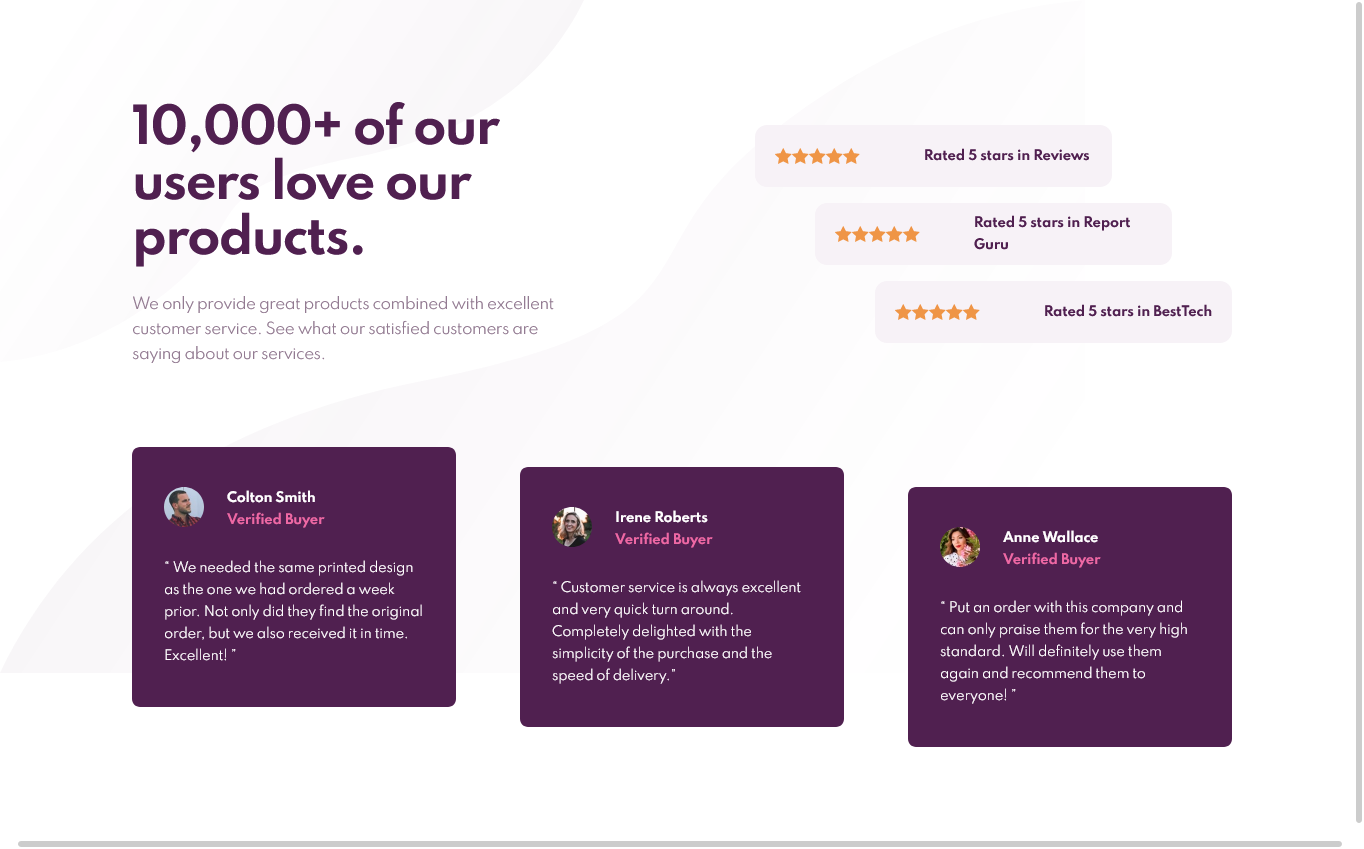 10,000+ of our
users love our
products.
We only provide great products combined with excellent
customer service. See what our satisfied customers are
saying about our services.
Rated 5 stars in Reviews
Rated 5 stars in Report
Guru
Rated 5 stars in BestTech
Colton Smith
Verified Buyer
“ We needed the same printed design
as the one we had ordered a week
prior. Not only did they find the original
order, but we also received it in time.
Excellent! ”
Irene Roberts
Verified Buyer
“ Customer service is always excellent
and very quick turn around.
Completely delighted with the
simplicity of the purchase and the
speed of delivery.”
Anne Wallace
Verified Buyer
“ Put an order with this company and
can only praise them for the very high
standard. Will definitely use them
again and recommend them to
everyone! ”